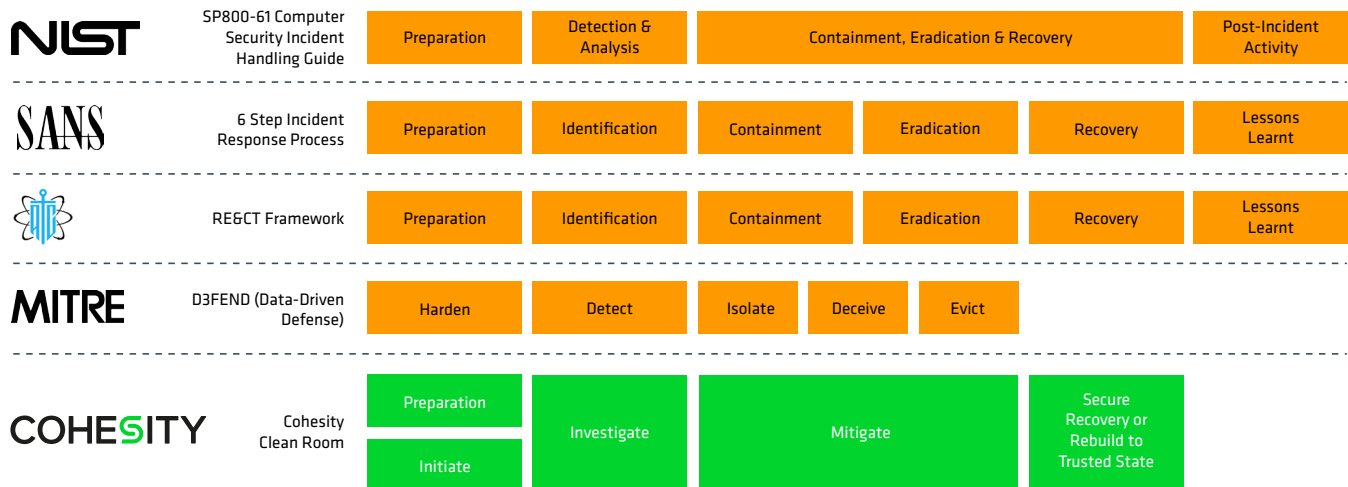 NIST
SP800-61 Computer
Security Incident
Handling Guide
Preparation
Detection &
Analysis
Containment, Eradication & Recovery
Post-Incident
Activity
SANS
6 Step Incident
Response Process
Preparation
Identification
Containment
Eradication
Recovery
Lessons
Learnt
RE&CT Framework
Preparation
Identification
Containment
Eradication
Recovery
Lessons
Learnt
MITRE
D3FEND (Data-Driven
Defense)
Harden
Detect
Isolate
Deceive
Evict
COHESITY
Cohesity
Clean Room
Preparation
Initiate
Investigate
Mitigate
Secure
Recovery or
Rebuild to
Trusted State